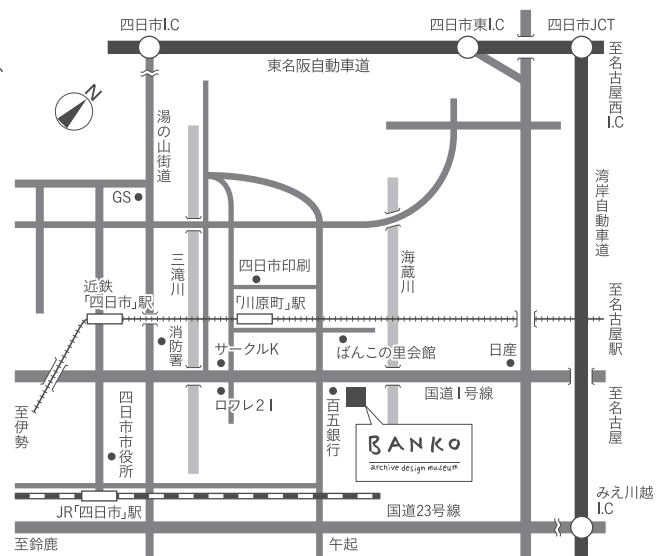 四日市I.C
四日市東I.C
四日市JCT
東名阪自動車道
至名古屋西I.C
N
湯の山街道
GS
湾岸自動車道
三滝川
四日市印刷
海蔵川
近鉄
「四日市」駅
「川原町」駅
至名古屋駅
消防署
サークルK
ばんこの里会館
日産
国道1号線
至伊勢
四日市市役所
ロワレ21
百五銀行
至名古屋
BANKO
archive design museum
みえ川越
I.C
JR「四日市」駅
国道23号線
至鈴鹿
午起